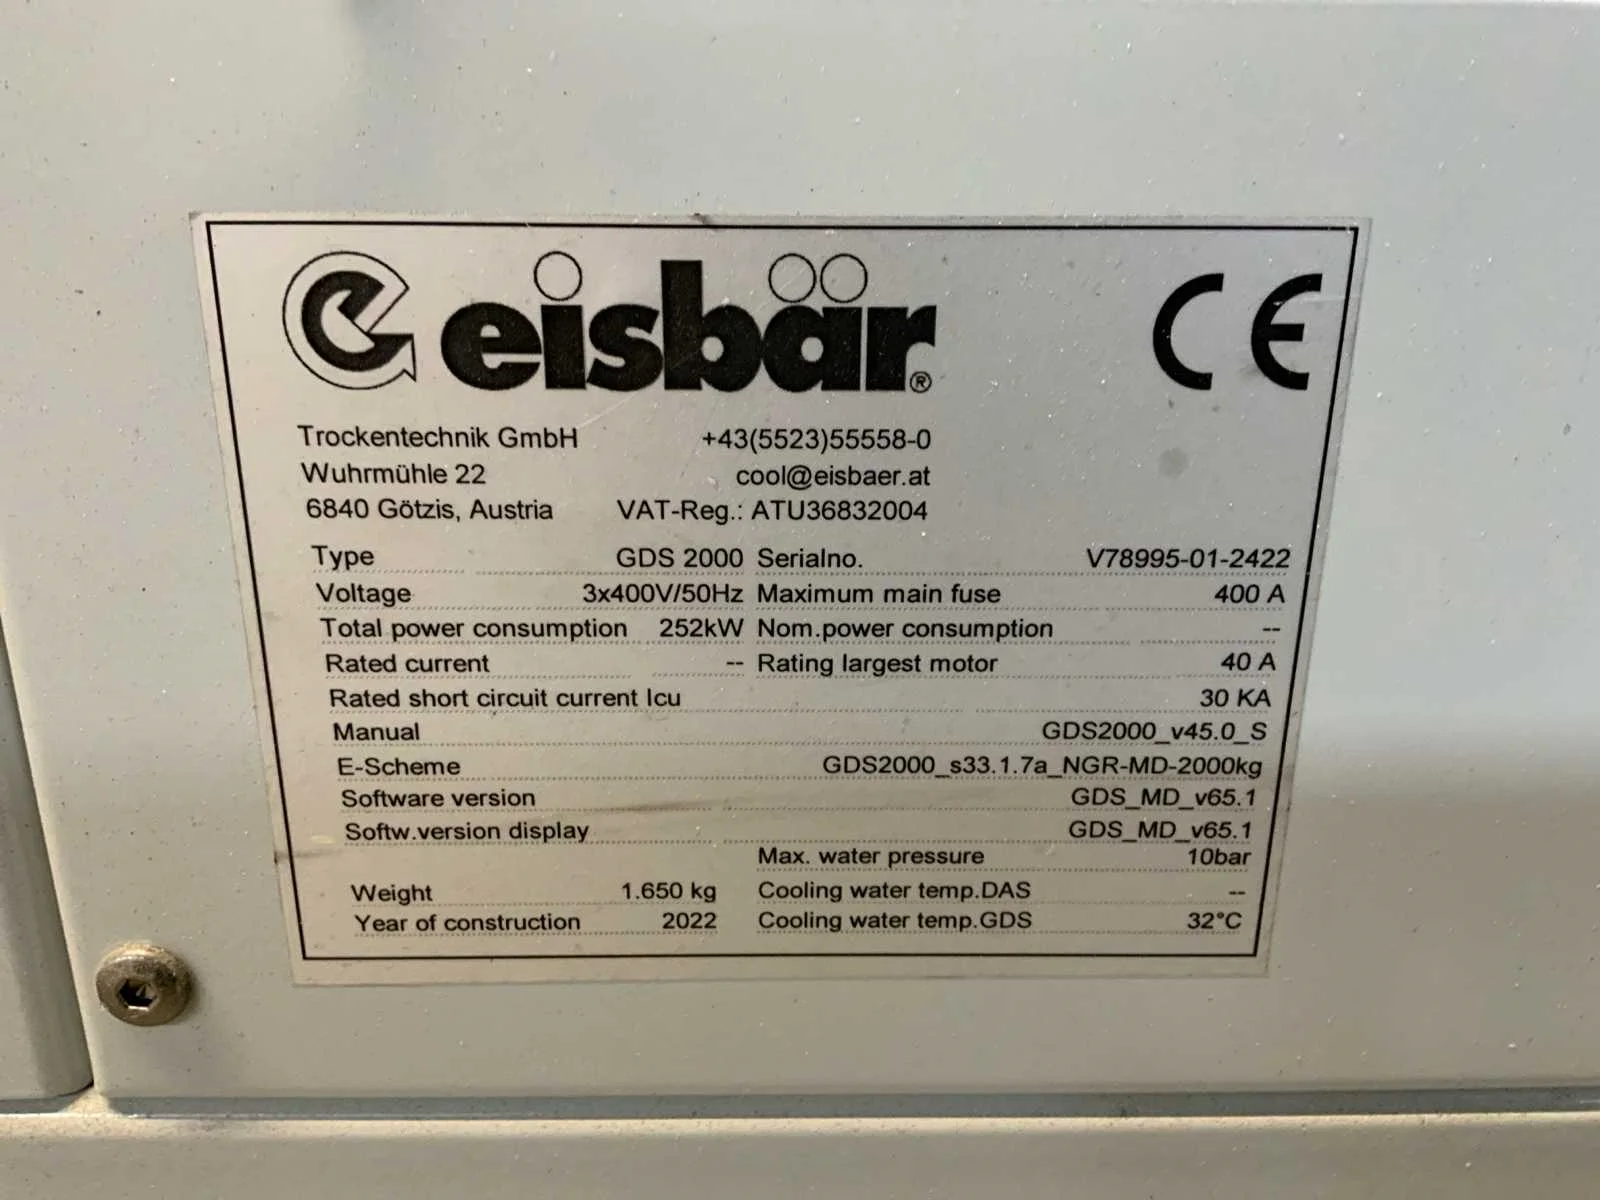 eisbär®
CE
Trockentechnik GmbH +43(5523)55558-0
Wuhrmühle 22 cool@eisbaer.at
6840 Götzis, Austria VAT-Reg.: ATU36832004
Type GDS 2000 Serialno. V78995-01-2422
Voltage 3x400V/50Hz Maximum main fuse 400 A
Total power consumption 252kW Nom.power consumption --
Rated current -- Rating largest motor 40 A
Rated short circuit current Icu 30 KA
Manual GDS2000_v45.0_S
E-Scheme GDS2000_s33.1.7a_NGR-MD-2000kg
Software version GDS_MD_v65.1
Softw.version display GDS_MD_v65.1
Max. water pressure 10bar
Weight 1.650 kg Cooling water temp.DAS --
Year of construction 2022 Cooling water temp.GDS 32°C